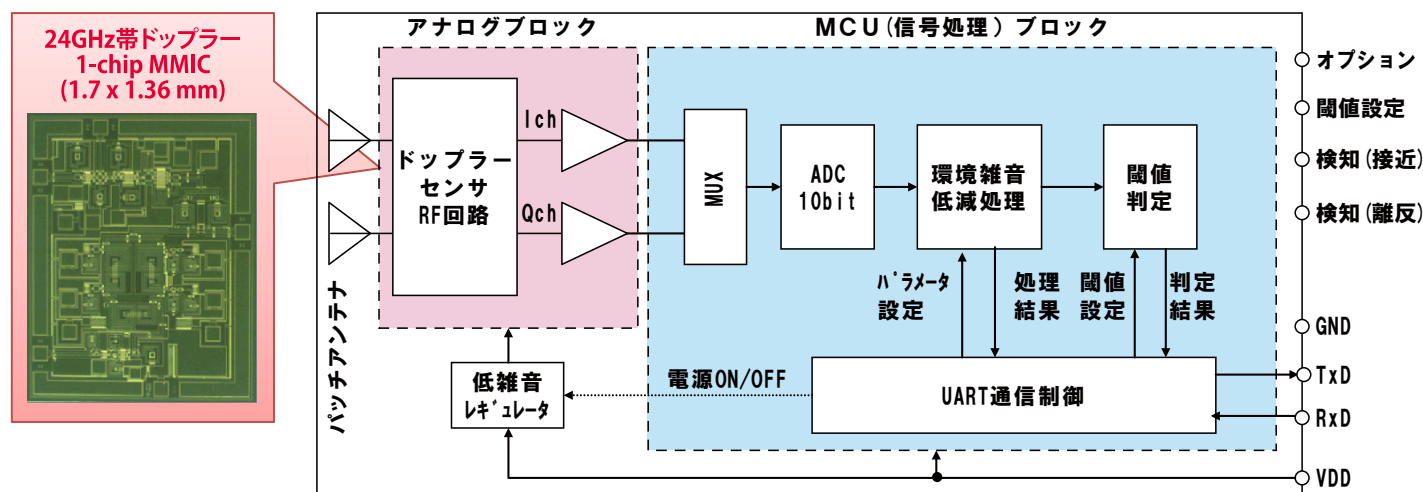 24GHz帯ドップラー
1-chip MMIC
(1.7 x 1.36 mm)
アナログブロック
MCU(信号処理)ブロック
パッチアンテナ
ドップラー
センサ
RF回路
Ich
Qch
MUX
ADC
10bit
環境雑音
低減処理
閾値
判定
パラメータ
設定
処理
結果
閾値
設定
判定
結果
低雑音
レギュレータ
電源ON/OFF
UART通信制御
オプション
閾値設定
検知(接近)
検知(離反)
GND
TxD
RxD
VDD